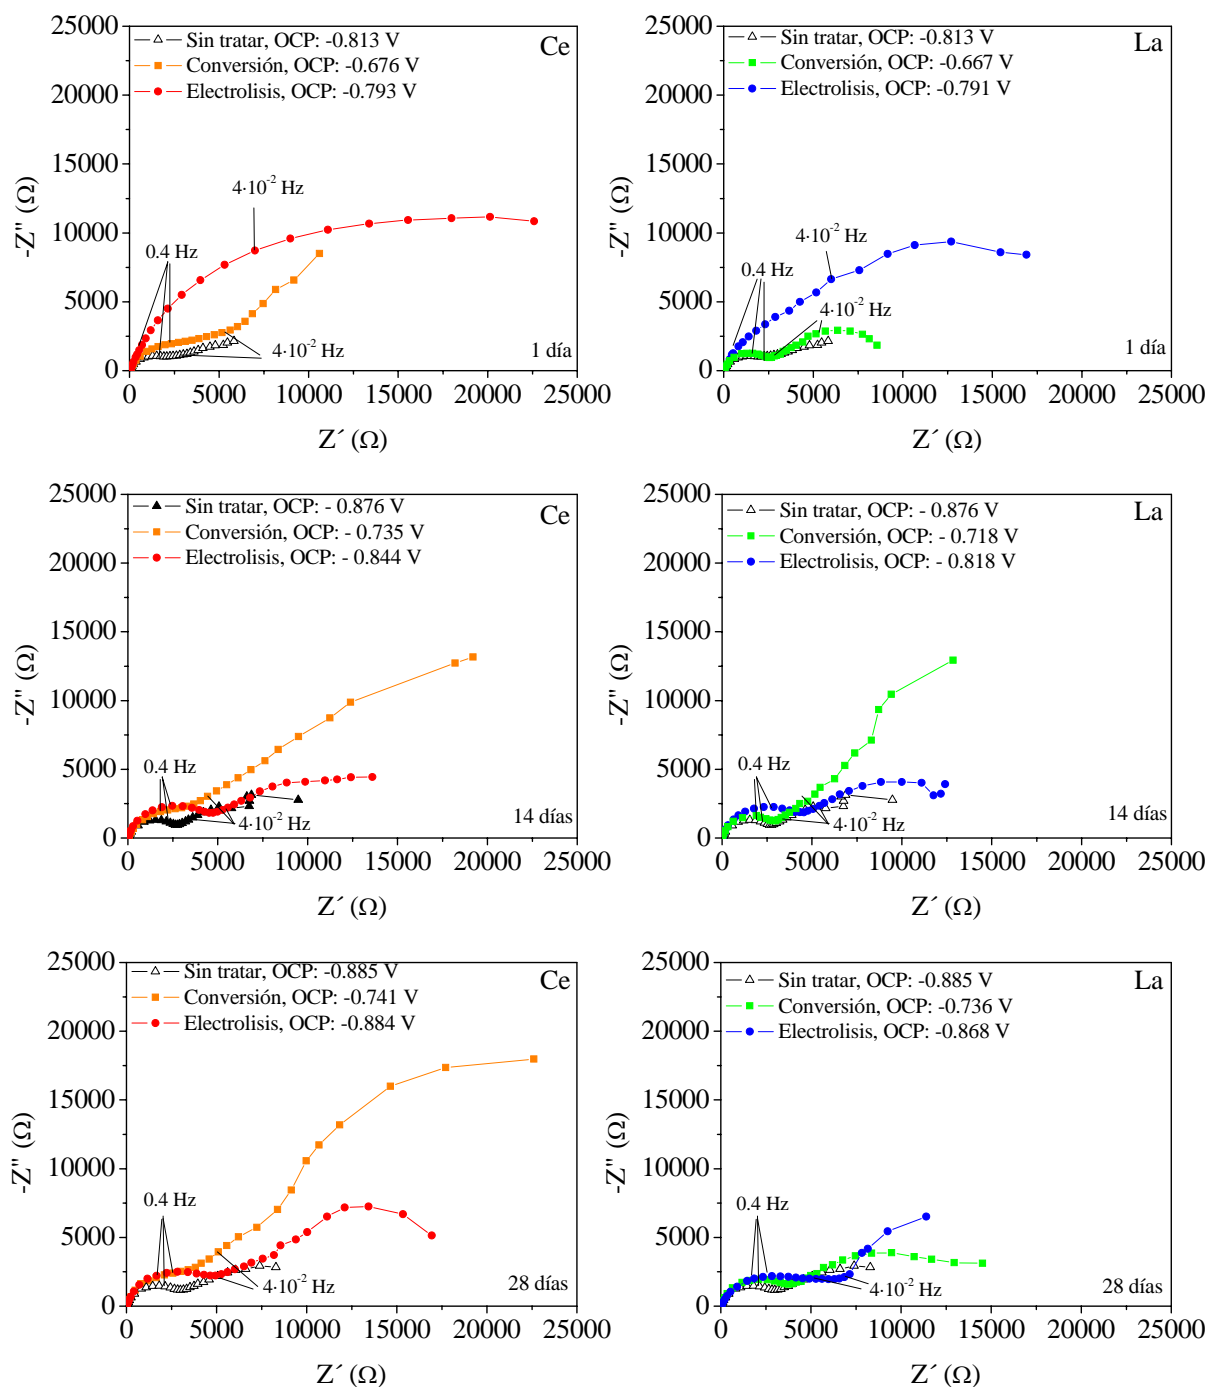 25000
20000
15000
10000
5000
0
-Z" (Ω)
Sin tratar, OCP: -0.813 V
Conversión, OCP: -0.676 V
Electrolisis, OCP: -0.793 V
Ce
4·10-2 Hz
0.4 Hz
4·10-2 Hz
1 día
0 5000 10000 15000 20000 25000
Z´ (Ω)
25000
20000
15000
10000
5000
0
-Z" (Ω)
Sin tratar, OCP: -0.813 V
Conversión, OCP: -0.667 V
Electrolisis, OCP: -0.791 V
La
4·10-2 Hz
0.4 Hz
4·10-2 Hz
1 día
0 5000 10000 15000 20000 25000
Z´ (Ω)
25000
20000
15000
10000
5000
0
-Z" (Ω)
Sin tratar, OCP: - 0.876 V
Conversión, OCP: - 0.735 V
Electrolisis, OCP: - 0.844 V
Ce
0.4 Hz
4·10-2 Hz
14 días
0 5000 10000 15000 20000 25000
Z´ (Ω)
25000
20000
15000
10000
5000
0
-Z" (Ω)
Sin tratar, OCP: - 0.876 V
Conversión, OCP: - 0.718 V
Electrolisis, OCP: - 0.818 V
La
0.4 Hz
4·10-2 Hz
14 días
0 5000 10000 15000 20000 25000
Z´ (Ω)
25000
20000
15000
10000
5000
0
-Z" (Ω)
Sin tratar, OCP: -0.885 V
Conversión, OCP: -0.741 V
Electrolisis, OCP: -0.884 V
Ce
0.4 Hz
4·10-2 Hz
28 días
0 5000 10000 15000 20000 25000
Z´ (Ω)
25000
20000
15000
10000
5000
0
-Z" (Ω)
Sin tratar, OCP: -0.885 V
Conversión, OCP: -0.736 V
Electrolisis, OCP: -0.868 V
La
0.4 Hz
4·10-2 Hz
28 días
0 5000 10000 15000 20000 25000
Z´ (Ω)